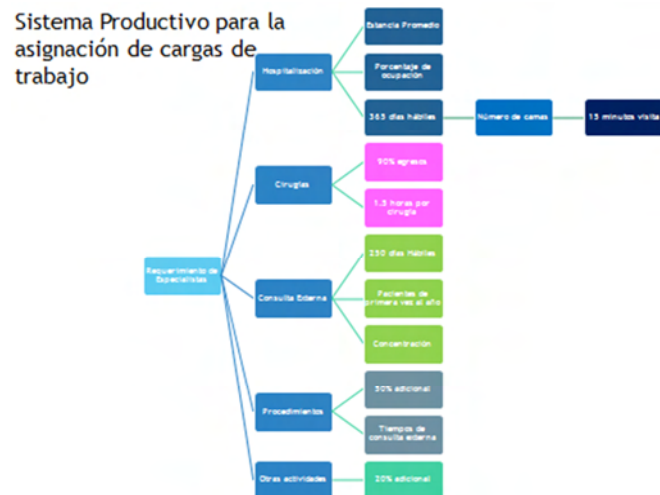 Sistema Productivo para la
asignación de cargas de
trabajo
Estancia Promedio
Hospitalización
Porcentaje de
ocupación
365 días hábiles
Número de camas
15 minutos visita
90% egresos
Cirugías
1.5 horas por
cirugía
250 días Hábiles
Requerimiento de
Especialistas
Consulta Externa
Pacientes de
primera vez al año
Concentración
30% adicional
Procedimientos
Tiempos de
consulta externa
Otras actividades
20% adicional